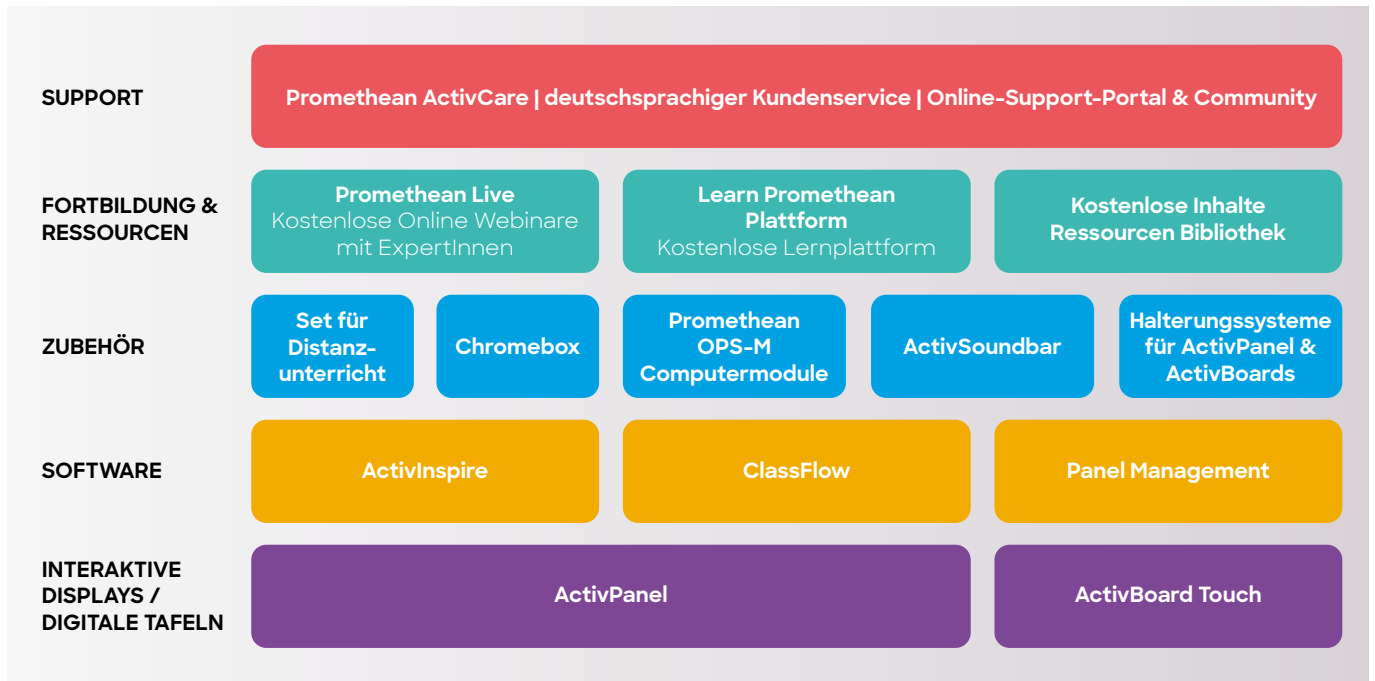 SUPPORT
Promethean ActivCare | deutschsprachiger Kundenservice | Online-Support-Portal & Community
FORTBILDUNG &
RESSOURCEN
Promethean Live
Kostenlose Online Webinare
mit ExpertInnen
Learn Promethean
Plattform
Kostenlose Lernplattform
Kostenlose Inhalte
Ressourcen Bibliothek
ZUBEHÖR
Set für
Distanz-
unterricht
Chromebox
Promethean
OPS-M
Computermodule
ActivSoundbar
Halterungssysteme
für ActivPanel &
ActivBoards
SOFTWARE
ActivInspire
ClassFlow
Panel Management
INTERAKTIVE
DISPLAYS /
DIGITALE TAFELN
ActivPanel
ActivBoard Touch